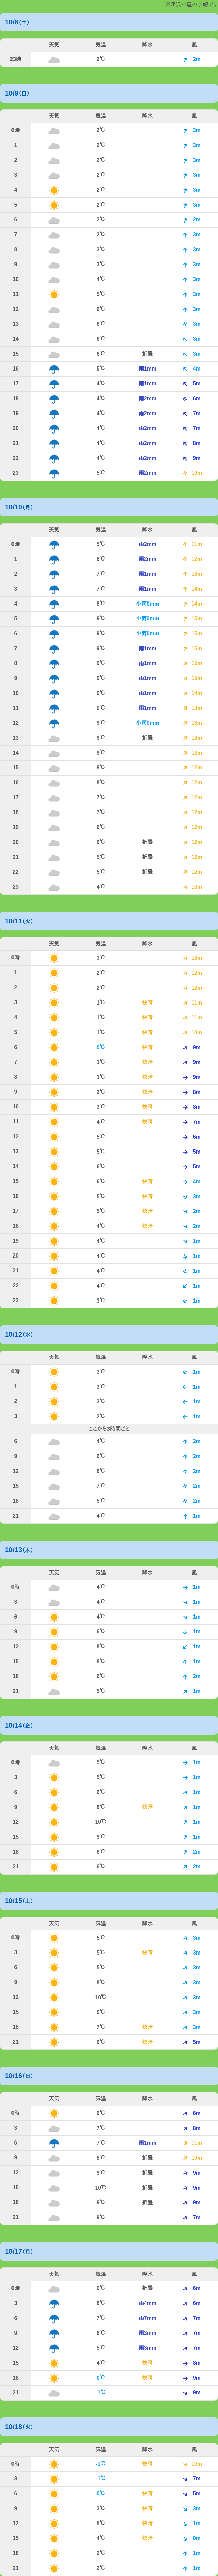 小屋の予報です
10/8(土)
天気 気温 降水 風
23時 2℃ 2m
10/9(日)
天気 気温 降水 風
0時 2℃ 3m
1 2℃ 3m
2 2℃ 3m
3 2℃ 3m
4 2℃ 3m
5 2℃ 3m
6 2℃ 2m
7 2℃ 3m
8 3℃ 3m
9 3℃ 3m
10 4℃ 3m
11 5℃ 3m
12 6℃ 3m
13 6℃ 3m
14 6℃ 3m
15 6℃ 折畳 3m
16 5℃ 雨1mm 4m
17 4℃ 雨1mm 5m
18 4℃ 雨2mm 6m
19 4℃ 雨2mm 7m
20 4℃ 雨2mm 7m
21 4℃ 雨2mm 8m
22 4℃ 雨2mm 9m
23 5℃ 雨2mm 10m
10/10(月)
天気 気温 降水 風
0時 5℃ 雨2mm 11m
1 6℃ 雨2mm 12m
2 7℃ 雨1mm 13m
3 7℃ 雨1mm 14m
4 8℃ 小雨0mm 14m
5 9℃ 小雨0mm 15m
6 9℃ 小雨0mm 15m
7 9℃ 雨1mm 15m
8 9℃ 雨1mm 15m
9 9℃ 雨1mm 15m
10 9℃ 雨1mm 14m
11 9℃ 雨1mm 13m
12 9℃ 小雨0mm 13m
13 9℃ 折畳 13m
14 9℃ 13m
15 8℃ 12m
16 8℃ 12m
17 7℃ 12m
18 7℃ 12m
19 6℃ 12m
20 6℃ 折畳 12m
21 5℃ 折畳 12m
22 5℃ 折畳 12m
23 4℃ 13m
10/11(火)
天気 気温 降水 風
0時 3℃ 13m
1 2℃ 12m
2 2℃ 12m
3 1℃ 快晴 11m
4 1℃ 快晴 11m
5 1℃ 快晴 10m
6 0℃ 快晴 9m
7 1℃ 快晴 9m
8 1℃ 快晴 9m
9 2℃ 快晴 8m
10 3℃ 快晴 8m
11 4℃ 快晴 7m
12 5℃ 6m
13 5℃ 5m
14 6℃ 5m
15 6℃ 快晴 4m
16 5℃ 快晴 3m
17 5℃ 快晴 2m
18 4℃ 快晴 2m
19 4℃ 1m
20 4℃ 1m
21 4℃ 1m
22 4℃ 1m
23 3℃ 1m
10/12(水)
天気 気温 降水 風
0時 3℃ 1m
1 3℃ 1m
2 3℃ 1m
3 2℃ 1m
ここから3時間ごと
6 4℃ 2m
9 6℃ 2m
12 8℃ 2m
15 7℃ 2m
18 5℃ 2m
21 4℃ 1m
10/13(木)
天気 気温 降水 風
0時 4℃ 1m
3 4℃ 1m
6 4℃ 1m
9 6℃ 1m
12 8℃ 1m
15 8℃ 1m
18 6℃ 2m
21 5℃ 1m
10/14(金)
天気 気温 降水 風
0時 5℃ 1m
3 5℃ 1m
6 6℃ 1m
9 8℃ 快晴 1m
12 10℃ 1m
15 9℃ 1m
18 6℃ 2m
21 6℃ 2m
10/15(土)
天気 気温 降水 風
0時 5℃ 3m
3 5℃ 快晴 3m
6 5℃ 3m
9 8℃ 3m
12 10℃ 3m
15 9℃ 3m
18 7℃ 快晴 3m
21 6℃ 快晴 5m
10/16(日)
天気 気温 降水 風
0時 6℃ 6m
3 7℃ 8m
6 7℃ 雨1mm 11m
9 8℃ 折畳 10m
12 9℃ 折畳 9m
15 10℃ 折畳 9m
18 9℃ 折畳 9m
21 9℃ 7m
10/17(月)
天気 気温 降水 風
0時 9℃ 折畳 6m
3 8℃ 雨4mm 6m
6 7℃ 雨7mm 7m
9 6℃ 雨3mm 7m
12 5℃ 雨3mm 7m
15 4℃ 快晴 8m
18 0℃ 快晴 9m
21 -1℃ 9m
10/18(火)
天気 気温 降水 風
0時 -1℃ 快晴 10m
3 -1℃ 7m
6 0℃ 快晴 5m
9 3℃ 快晴 3m
12 5℃ 快晴 1m
15 4℃ 快晴 0m
18 2℃ 1m
21 2℃ 1m